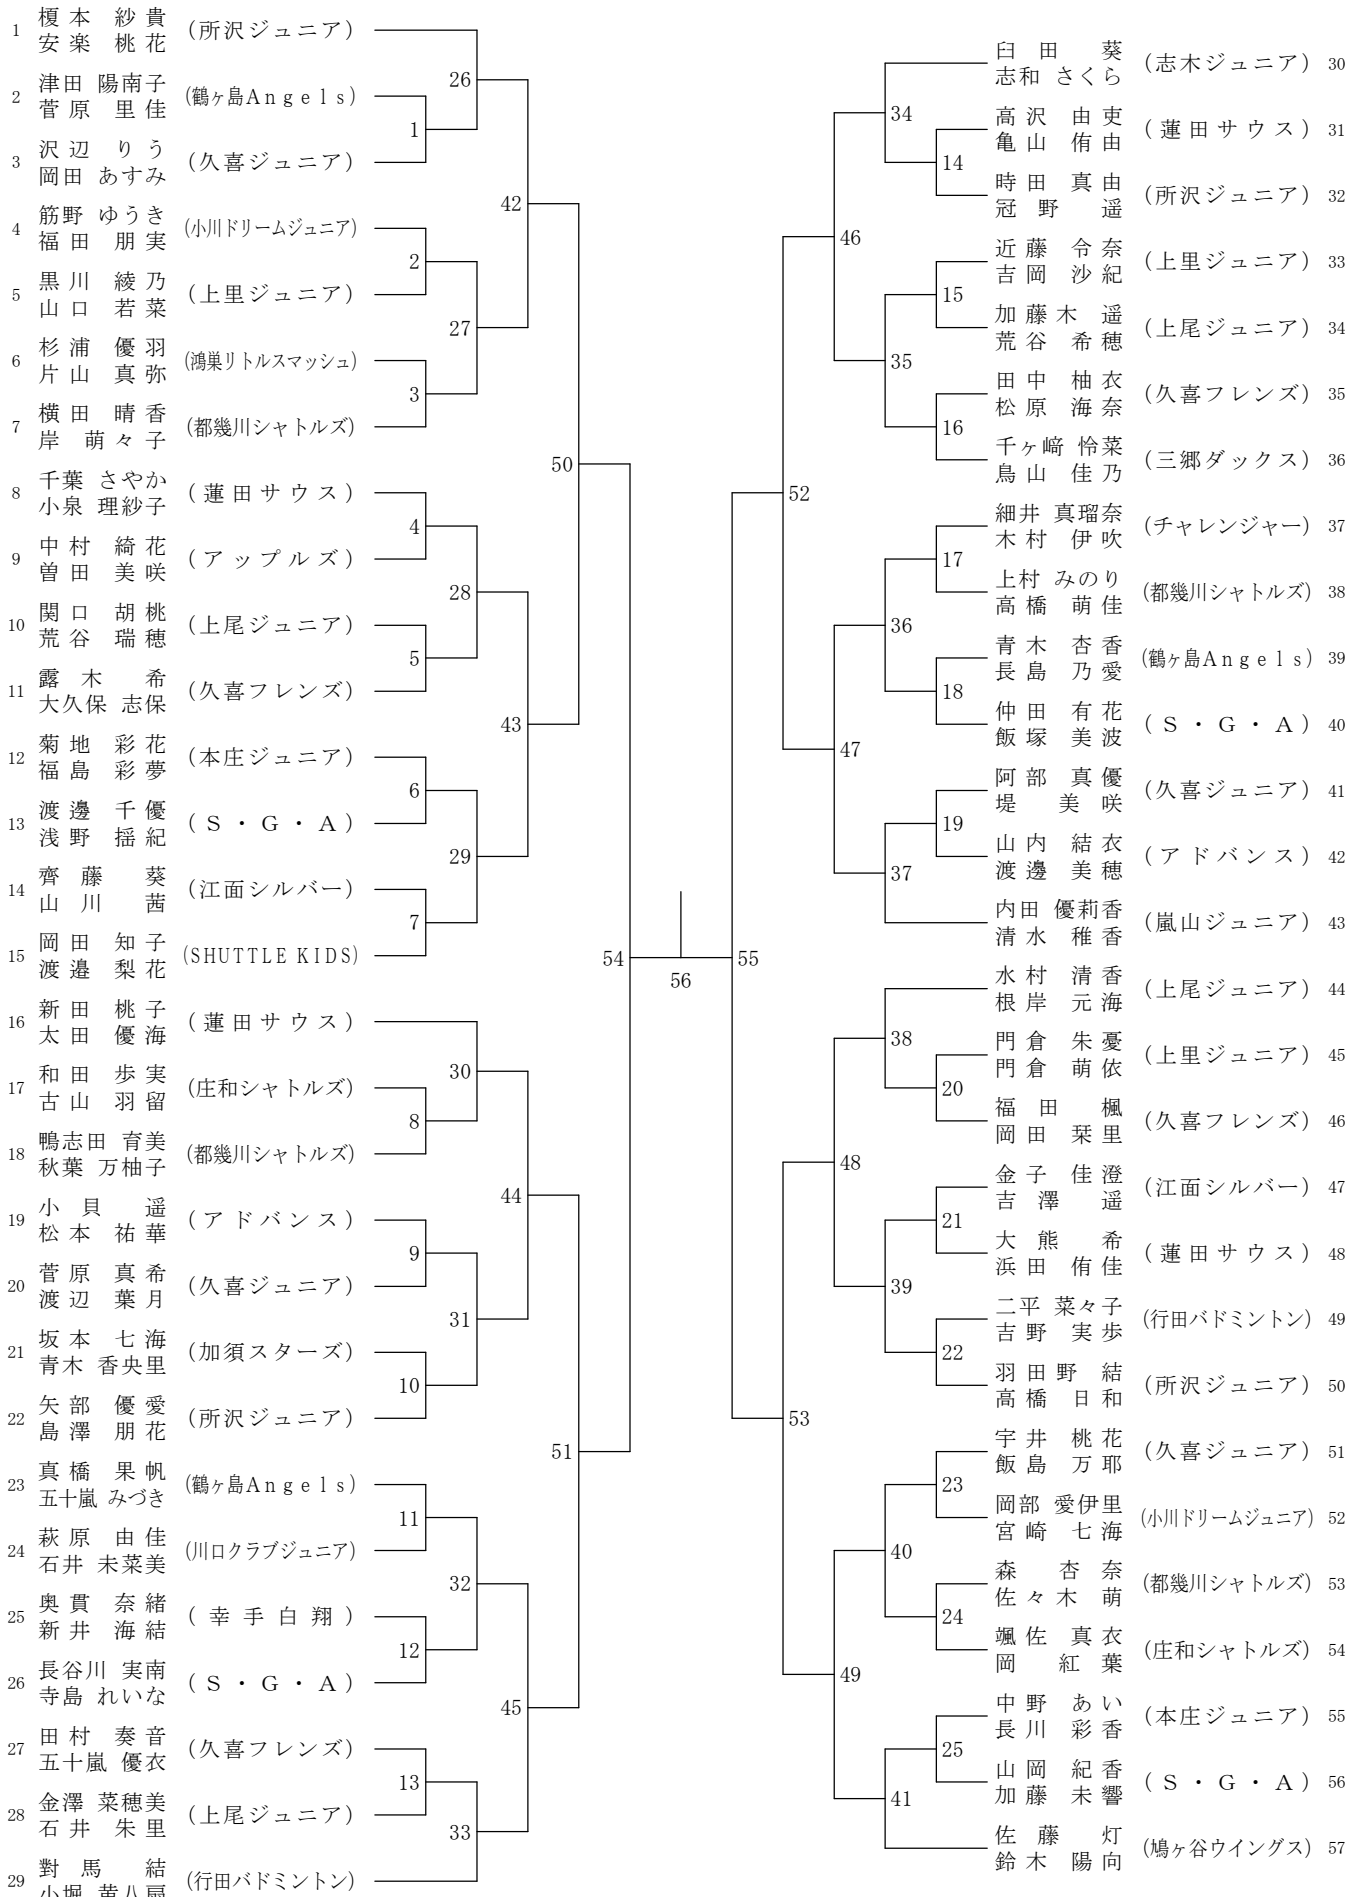 1 榎本 紗貴 (所沢ジュニア)
安楽 桃花
2 津田 陽南子 (鶴ヶ島Angels)
菅原 里佳
3 沢辺 りう (久喜ジュニア)
岡田 あすみ
4 筋野 ゆうき (小川ドリームジュニア)
福田 朋実
5 黒川 綾乃 (上里ジュニア)
山口 若菜
6 杉浦 優羽 (鴻巣リトルスマッシュ)
片山 真弥
7 横田 晴香 (都幾川シャトルズ)
岸 萌々子
8 千葉 さやか (蓮田サウス)
小泉 理紗子
9 中村 綺花 (アップルズ)
曽田 美咲
10 関口 胡桃 (上尾ジュニア)
荒谷 瑞穂
11 露木 希 (久喜フレンズ)
大久保 志保
12 菊地 彩花 (本庄ジュニア)
福島 彩夢
13 渡邊 千優 (S・G・A)
浅野 揺紀
14 齊藤 葵 (江面シルバー)
山川 茜
15 岡田 知子 (SHUTTLE KIDS)
渡邉 梨花
16 新田 桃子 (蓮田サウス)
太田 優海
17 和田 歩実 (庄和シャトルズ)
古山 羽留
18 鴨志田 育美 (都幾川シャトルズ)
秋葉 万柚子
19 小貝 遥 (アドバンス)
松本 祐華
20 菅原 真希 (久喜ジュニア)
渡辺 葉月
21 坂本 七海 (加須スターズ)
青木 香央里
22 矢部 優愛 (所沢ジュニア)
島澤 朋花
23 真橋 果帆 (鶴ヶ島Angels)
五十嵐 みづき
24 萩原 由佳 (川口クラブジュニア)
石井 未菜美
25 奥貫 奈緒 (幸手白翔)
新井 海結
26 長谷川 実南 (S・G・A)
寺島 れいな
27 田村 奏音 (久喜フレンズ)
五十嵐 優衣
28 金澤 菜穂美 (上尾ジュニア)
石井 朱里
29 對馬 結 (行田バドミントン)
1
2
3
4
5
6
7
8
9
10
11
12
13
26
27
28
29
30
31
32
33
42
43
44
45
50
51
54
56
55
52
53
46
47
48
49
34
35
36
37
38
39
40
41
14
15
16
17
18
19
20
21
22
23
24
25
臼田 葵 (志木ジュニア) 30
志和 さくら
高沢 由吏 (蓮田サウス) 31
亀山 侑由
時田 真由 (所沢ジュニア) 32
冠野 遥
近藤 令奈 (上里ジュニア) 33
吉岡 沙紀
加藤木 遥 (上尾ジュニア) 34
荒谷 希穂
田中 柚衣 (久喜フレンズ) 35
松原 海奈
千ヶ﨑 怜菜 (三郷ダックス) 36
鳥山 佳乃
細井 真瑠奈 (チャレンジャー) 37
木村 伊吹
上村 みのり (都幾川シャトルズ) 38
高橋 萌佳
青木 杏香 (鶴ヶ島Angels) 39
長島 乃愛
仲田 有花 (S・G・A) 40
飯塚 美波
阿部 真優 (久喜ジュニア) 41
堤 美咲
山内 結衣 (アドバンス) 42
渡邊 美穂
内田 優莉香 (嵐山ジュニア) 43
清水 稚香
水村 清香 (上尾ジュニア) 44
根岸 元海
門倉 朱憂 (上里ジュニア) 45
門倉 萌依
福田 楓 (久喜フレンズ) 46
岡田 栞里
金子 佳澄 (江面シルバー) 47
吉澤 遥
大熊 希 (蓮田サウス) 48
浜田 侑佳
二平 菜々子 (行田バドミントン) 49
吉野 実歩
羽田野 結 (所沢ジュニア) 50
高橋 日和
宇井 桃花 (久喜ジュニア) 51
飯島 万耶
岡部 愛伊里 (小川ドリームジュニア) 52
宮崎 七海
森 杏奈 (都幾川シャトルズ) 53
佐々木 萌
颯佐 真衣 (庄和シャトルズ) 54
岡 紅葉
中野 あい (本庄ジュニア) 55
長川 彩香
山岡 紀香 (S・G・A) 56
加藤 未響
佐藤 灯 (鳩ヶ谷ウイングス) 57
鈴木 陽向